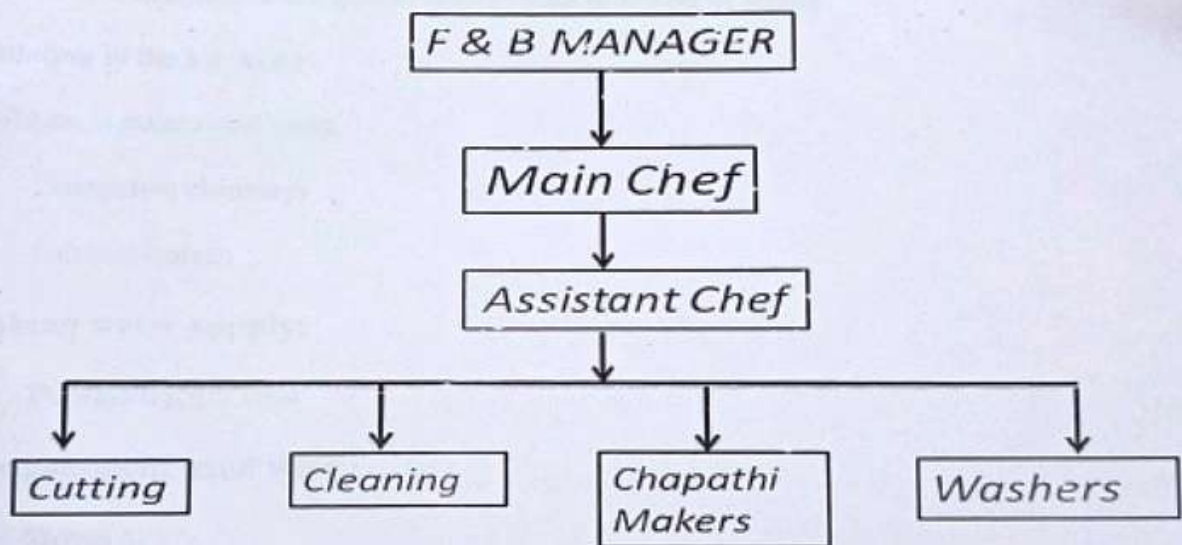 F & B MANAGER
Main Chef
Assistant Chef
Cutting
Cleaning
Chapathi
Makers
Washers